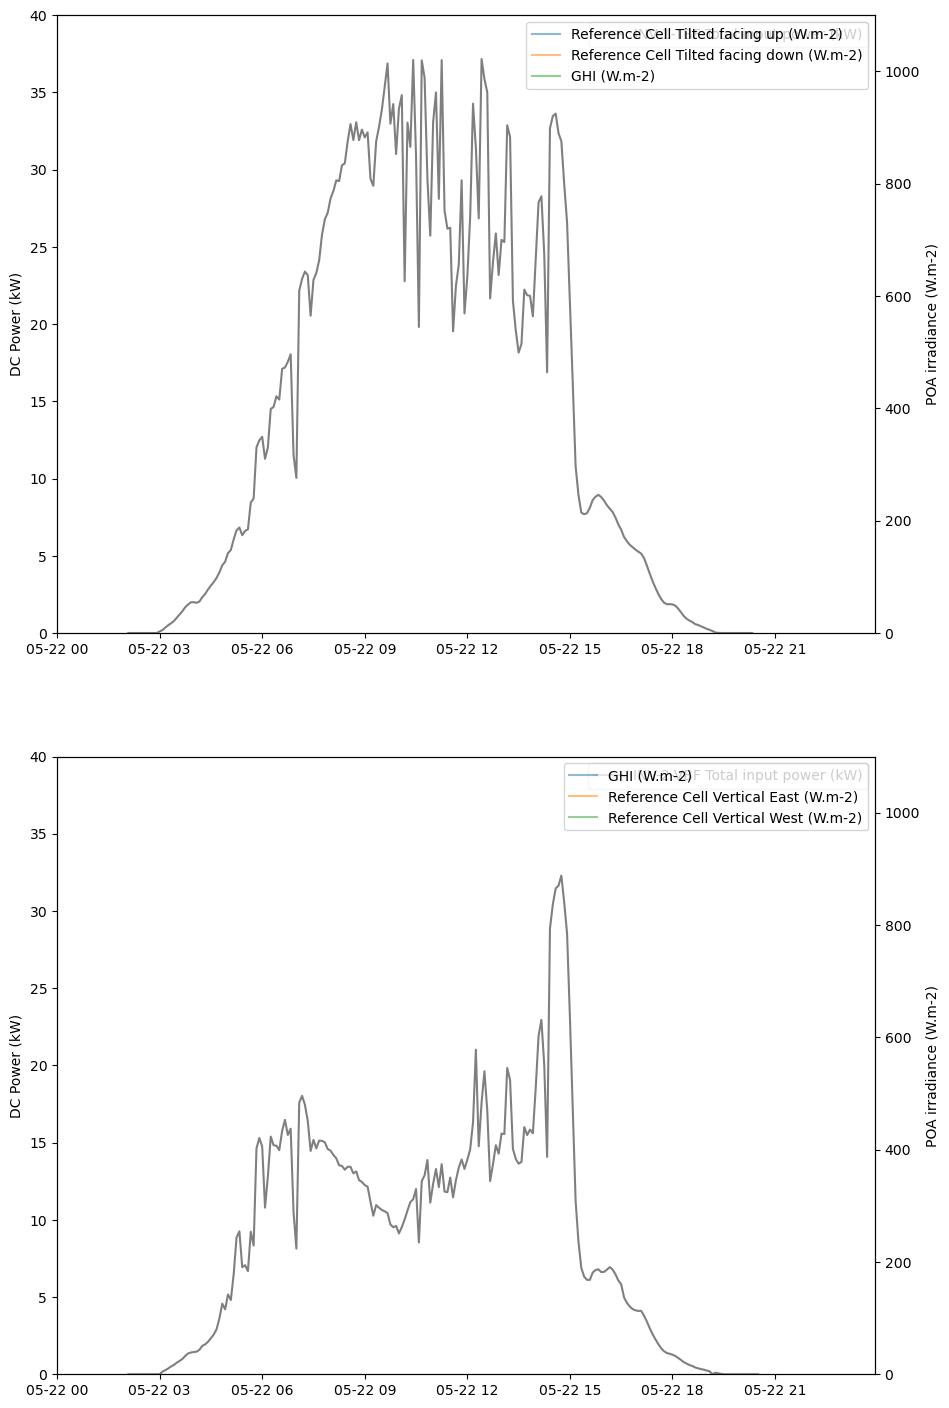 40
35
30
25
20
15
10
5
0
DC Power (kW)
1000
800
600
400
200
0
POA irradiance (W.m-2)
Reference Cell Tilted facing up (W.m-2)
Reference Cell Tilted facing down (W.m-2)
GHI (W.m-2)
05-22 00 05-22 03 05-22 06 05-22 09 05-22 12 05-22 15 05-22 18 05-22 21
40
35
30
25
20
15
10
5
0
DC Power (kW)
1000
800
600
400
200
0
POA irradiance (W.m-2)
GHI (W.m-2)
Total input power (kW)
Reference Cell Vertical East (W.m-2)
Reference Cell Vertical West (W.m-2)
05-22 00 05-22 03 05-22 06 05-22 09 05-22 12 05-22 15 05-22 18 05-22 21